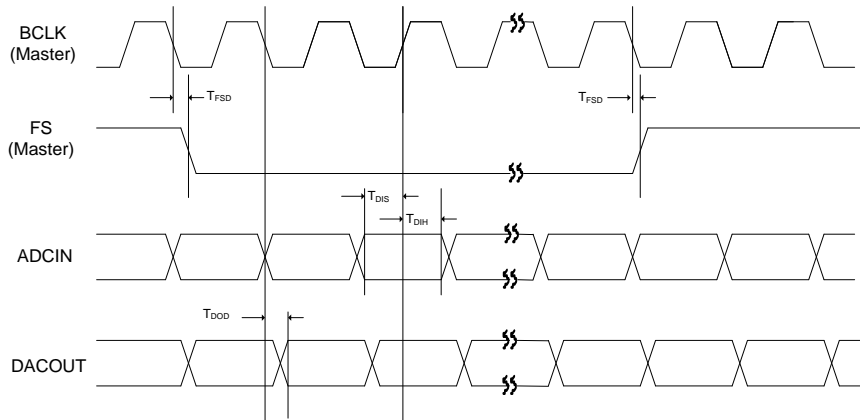 BCLK
(Master)
TFSD
TFSD
FS
(Master)
TDIS
TDIH
ADCIN
TDOD
DACOUT